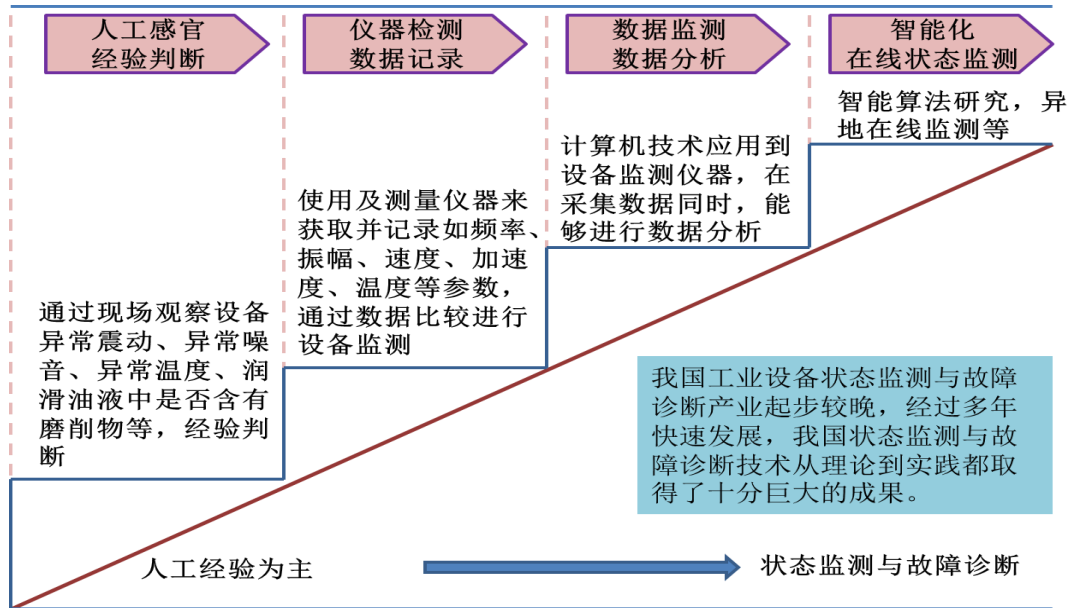 人工感官
经验判断
仪器检测
数据记录
数据监测
数据分析
智能化
在线状态监测
通过现场观察设备
异常震动、异常噪
音、异常温度、润
滑油液中是否含有
磨削物等，经验判
断
使用及测量仪器来
获取并记录如频率、
振幅、速度、加速
度、温度等参数，
通过数据比较进行
设备监测
计算机技术应用到
设备监测仪器，在
采集数据同时，能
够进行数据分析
智能算法研究，异
地在线监测等
我国工业设备状态监测与故障
诊断产业起步较晚，经过多年
快速发展，我国状态监测与故
障诊断技术从理论到实践都取
得了十分巨大的成果。
人工经验为主
状态监测与故障诊断